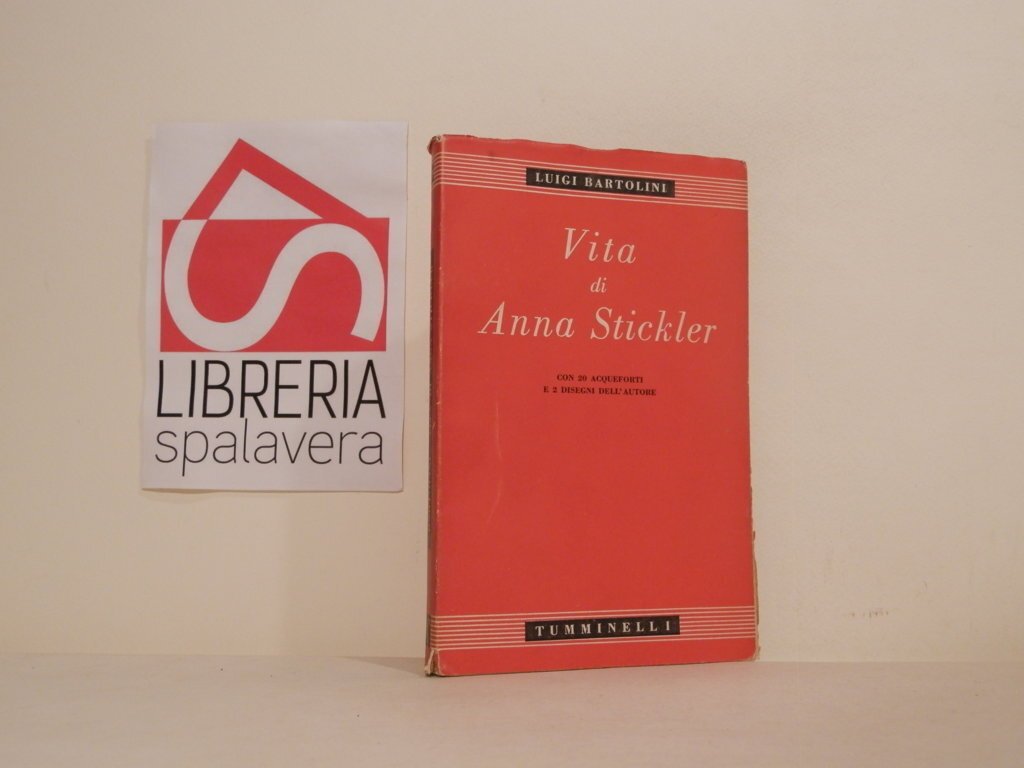 LIBRERIA
spalavera
LUIGI BARTOLINI
Vita
di
Anna Stickler
CON 20 ACQUEFORTI
E 2 DISEGNI DELL'AUTORE
TUMMINELLI